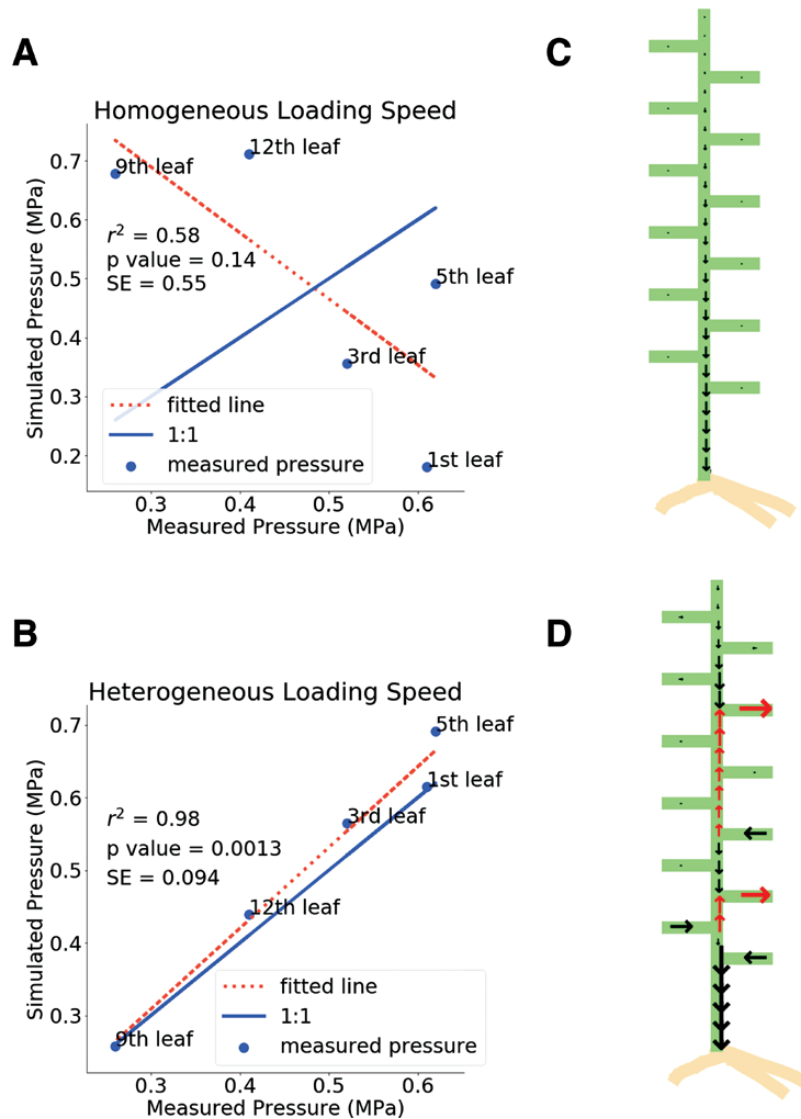 A
Homogeneous Loading Speed
Simulated Pressure (MPa)
0.7
0.6
0.5
0.4
0.3
0.2
9th leaf
12th leaf
r² = 0.58
p value = 0.14
SE = 0.55
5th leaf
3rd leaf
1st leaf
fitted line
1:1
measured pressure
0.3 0.4 0.5 0.6
Measured Pressure (MPa)
C
B
Heterogeneous Loading Speed
Simulated Pressure (MPa)
0.7
0.6
0.5
0.4
0.3
5th leaf
1st leaf
3rd leaf
r² = 0.98
p value = 0.0013
SE = 0.094
12th leaf
9th leaf
fitted line
1:1
measured pressure
0.3 0.4 0.5 0.6
Measured Pressure (MPa)
D